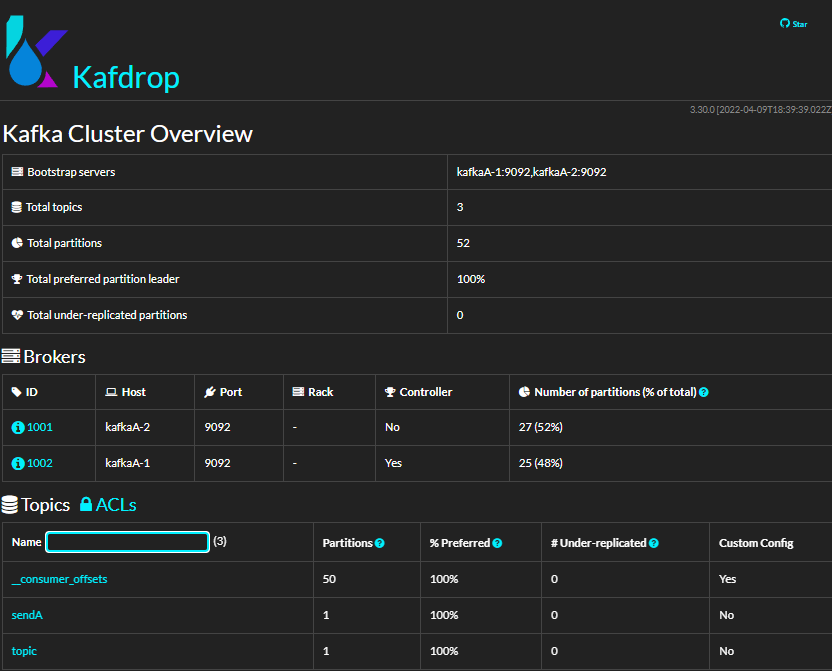 Star
Kafdrop
3.30.0 [2022-04-09T18:39:39.022Z
Kafka Cluster Overview
Bootstrap servers kafkaA-1:9092,kafkaA-2:9092
Total topics 3
Total partitions 52
Total preferred partition leader 100%
Total under-replicated partitions 0
Brokers
ID Host Port Rack Controller Number of partitions (% of total)
1001 kafkaA-2 9092 - No 27 (52%)
1002 kafkaA-1 9092 - Yes 25 (48%)
Topics ACLs
Name (3) Partitions % Preferred # Under-replicated Custom Config
__consumer_offsets 50 100% 0 Yes
sendA 1 100% 0 No
topic 1 100% 0 No